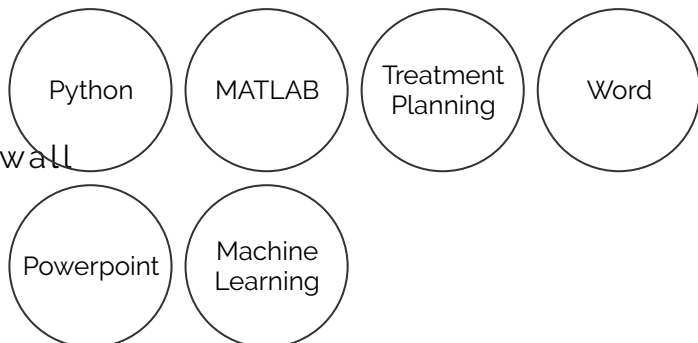 Python
MATLAB
Treatment
Planning
Word
wall
Powerpoint
Machine
Learning